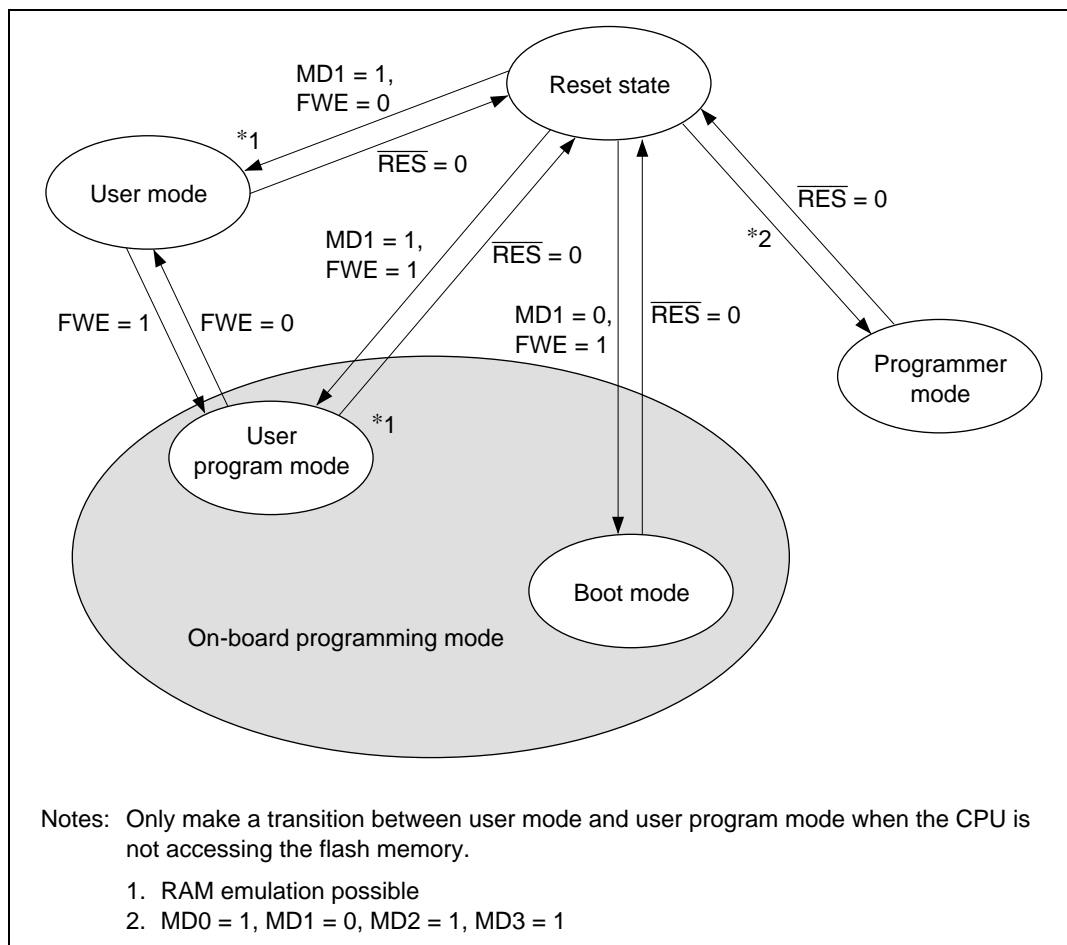 Reset state
MD1 = 1,
FWE = 0
*1
RES = 0
User mode
MD1 = 1,
FWE = 1
RES = 0
RES = 0
*2
FWE = 1
FWE = 0
MD1 = 0,
FWE = 1
RES = 0
Programmer
mode
*1
User
program mode
Boot mode
On-board programming mode
Notes: Only make a transition between user mode and user program mode when the CPU is
not accessing the flash memory.
1. RAM emulation possible
2. MD0 = 1, MD1 = 0, MD2 = 1, MD3 = 1